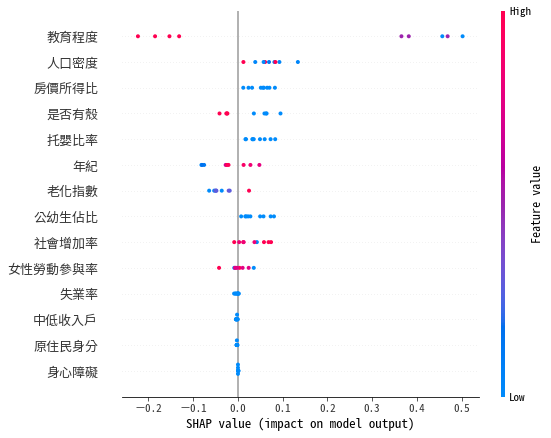 High
教育程度
人口密度
房價所得比
是否有殼
托嬰比率
年紀
老化指數
公幼生佔比
社會增加率
女性勞動參與率
失業率
中低收入戶
原住民身分
身心障礙
Feature value
Low
−0.2 −0.1 0.0 0.1 0.2 0.3 0.4 0.5
SHAP value (impact on model output)